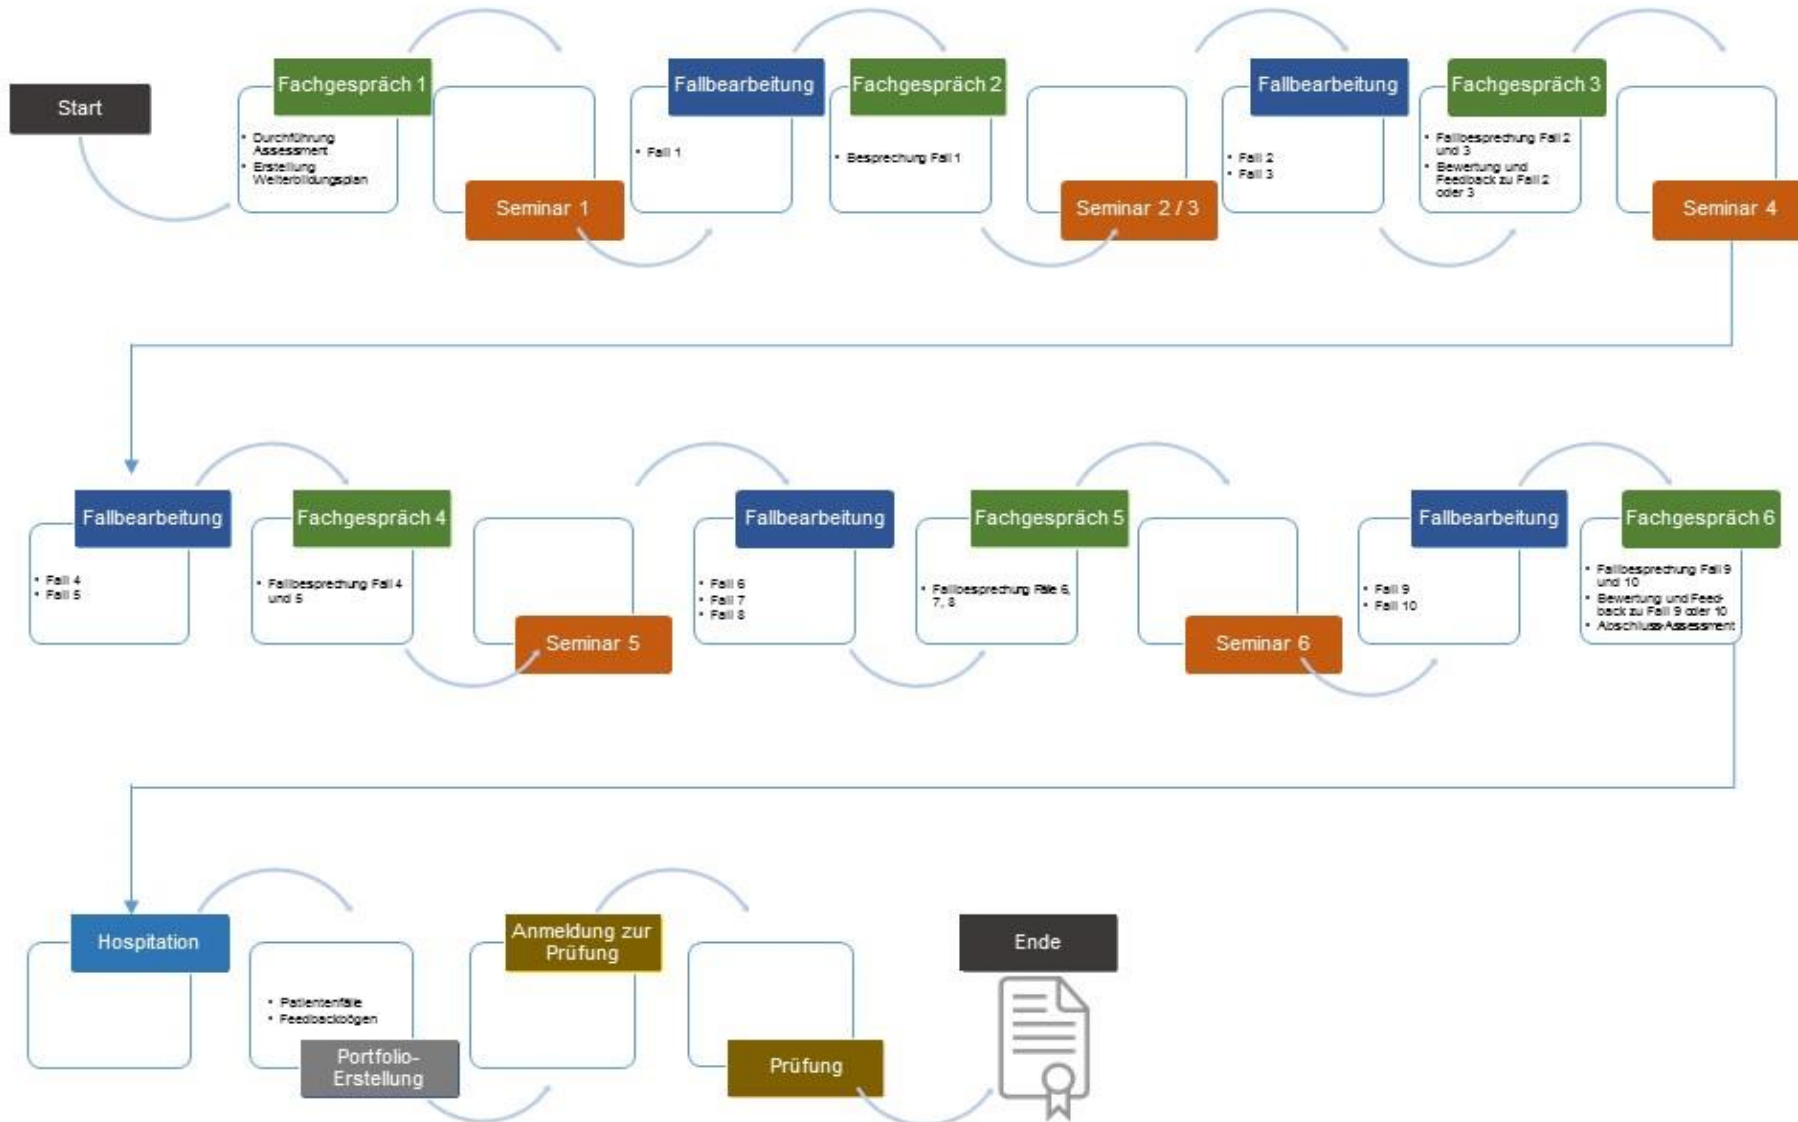 Start
Fachgespräch 1
• Durchführung
Assessment
• Erstellung
Weiterbildungsplan
Seminar 1
Fallbearbeitung
• Fall 1
Fachgespräch 2
• Besprechung Fall 1
Seminar 2 / 3
Fallbearbeitung
• Fall 2
• Fall 3
Fachgespräch 3
• Fallbesprechung Fall 2
und 3
• Bewertung und
Feedback zu Fall 2
oder 3
Seminar 4
Fallbearbeitung
• Fall 4
• Fall 5
Fachgespräch 4
• Fallbesprechung Fall 4
und 5
Seminar 5
Fallbearbeitung
• Fall 6
• Fall 7
• Fall 8
Fachgespräch 5
• Fallbesprechung Fälle 6,
7, 8
Seminar 6
Fallbearbeitung
• Fall 9
• Fall 10
Fachgespräch 6
• Fallbesprechung Fall 9
und 10
• Bewertung und Feed-
back zu Fall 9 oder 10
• Abschluss-Assessment
Hospitation
• Patientenfälle
• Feedbackbögen
Portfolio-
Erstellung
Anmeldung zur
Prüfung
Prüfung
Ende